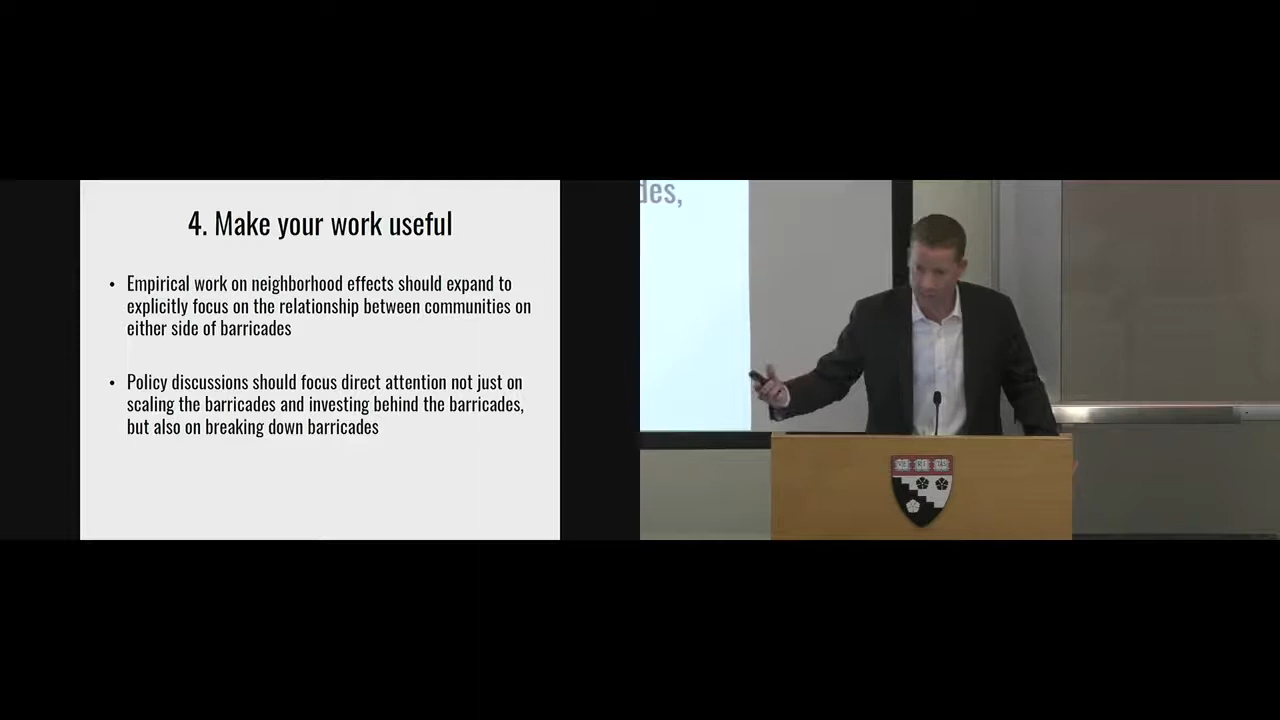 4. Make your work useful
• Empirical work on neighborhood effects should expand to
explicitly focus on the relationship between communities on
either side of barricades
• Policy discussions should focus direct attention not just on
scaling the barricades and investing behind the barricades,
but also on breaking down barricades
des,